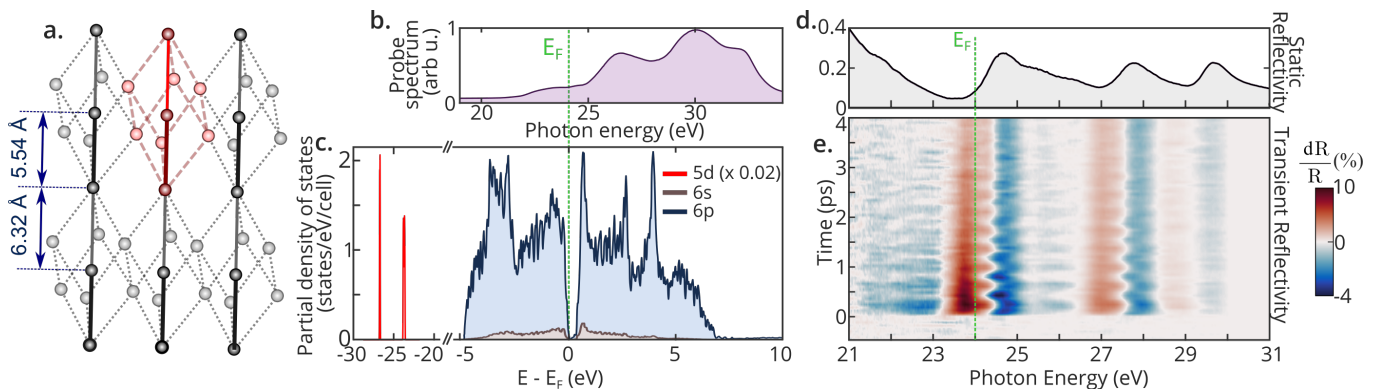 a.
5.54 Å
6.32 Å
b.
Probe
spectrum
(arb u.)
1
0
E_F
20
25
30
Photon energy (eV)
c.
Partial density of states
(states/eV/cell)
2
1
0
5d (x 0.02)
6s
6p
-30
-25
-20
-5
0
5
10
E - E_F (eV)
d.
0.4
0.2
0
E_F
Static
Reflectivity
e.
Time (ps)
4
3
2
1
0
Transient Reflectivity
21
23
25
27
29
31
Photon Energy (eV)
dR
R
(%)
10
0
-4